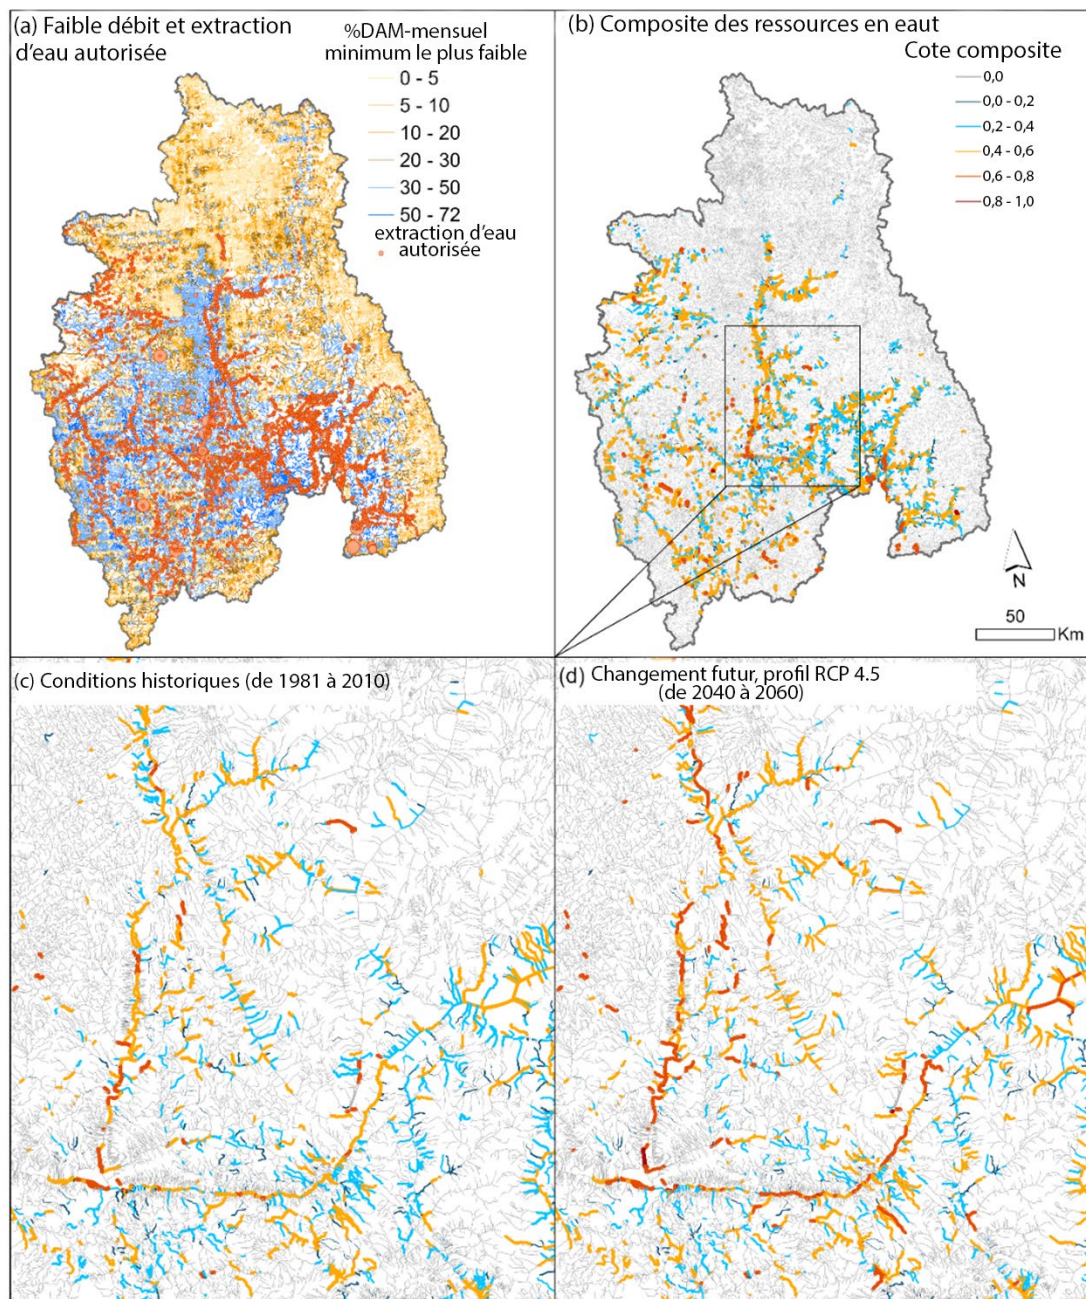 (a) Faible débit et extraction
d'eau autorisée
%DAM-mensuel
minimum le plus faible
0 - 5
5 - 10
10 - 20
20 - 30
30 - 50
50 - 72
extraction d'eau
autorisée
(b) Composite des ressources en eaut
Cote composite
0,0
0,0 - 0,2
0,2 - 0,4
0,4 - 0,6
0,6 - 0,8
0,8 - 1,0
N
50
Km
(c) Conditions historiques (de 1981 à 2010)
(d) Changement futur, profil RCP 4.5
(de 2040 à 2060)